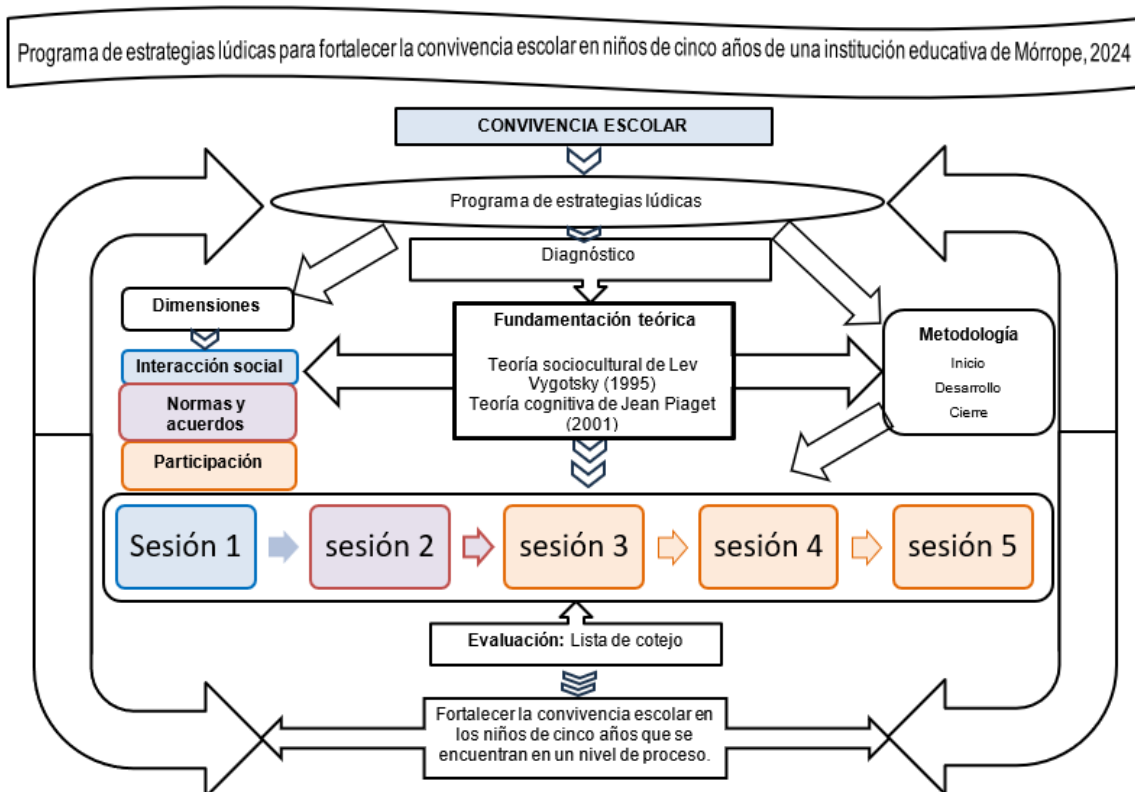 Programa de estrategias lúdicas para fortalecer la convivencia escolar en niños de cinco años de una institución educativa de Mórrope, 2024
CONVIVENCIA ESCOLAR
Programa de estrategias lúdicas
Diagnóstico
Dimensiones
Interacción social
Normas y
acuerdos
Participación
Fundamentación teórica
Teoría sociocultural de Lev
Vygotsky (1995)
Teoría cognitiva de Jean Piaget
(2001)
Metodología
Inicio
Desarrollo
Cierre
Sesión 1
sesión 2
sesión 3
sesión 4
sesión 5
Evaluación: Lista de cotejo
Fortalecer la convivencia escolar en
los niños de cinco años que se
encuentran en un nivel de proceso.